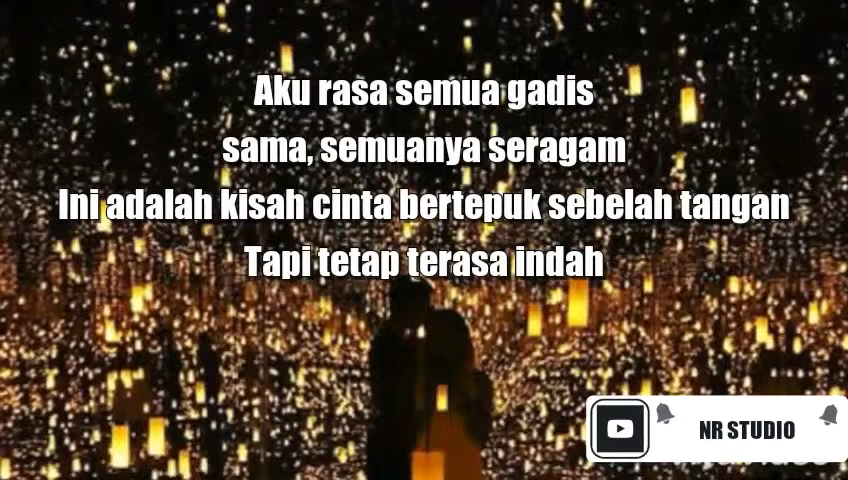 Aku rasa semua gadis
sama, semuanya seragam
Ini adalah kisah cinta bertepuk sebelah tangan
Tapi tetap terasa indah
NR STUDIO